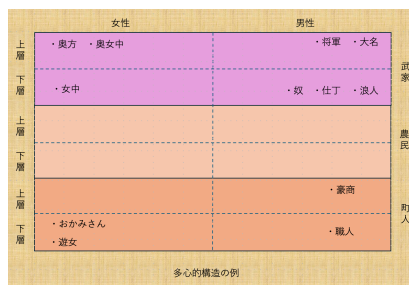 女性 男性
上層 ・奥方 ・奥女中 ・将軍 ・大名
武家
下層 ・女中 ・奴 ・仕丁 ・浪人
上層
農民
下層
上層 ・豪商
町人
下層 ・おかみさん ・職人
・遊女
多心的構造の例